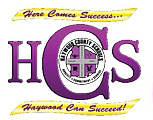 Here Comes Success...
HAYWOOD COUNTY SCHOOLS
HCS
Haywood Can Succeed!